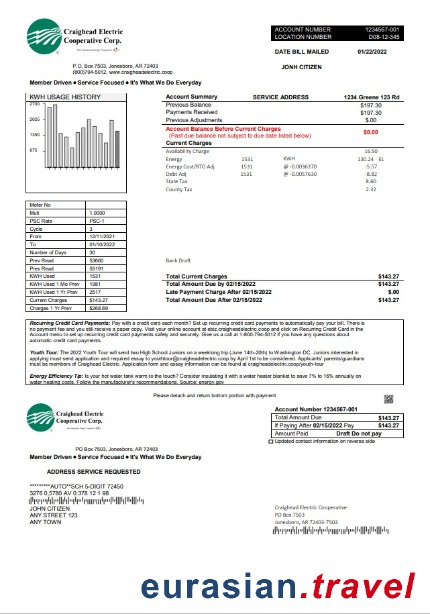 Craighead Electric
Cooperative Corp.
ACCOUNT NUMBER 1234567-001
LOCATION NUMBER D08-12-345
DATE BILL MAILED 01/22/2022
P.O. Box 7503, Jonesboro, AR 72403
(800)794-5012, www.craigheadelectric.coop
JONH CITIZEN
Member Driven ● Service Focused ● It's Way We Do Everyday
KWH USAGE HISTORY
2700
2025
1350
675
Account Summary SERVICE ADDRESS 1234 Greene 123 Rd
Previous Balance $197.30
Payments Received $197.30
Previous Adjustments $.00
Account Balance Before Current Charges $0.00
(Past due balance not subject to due date listed below)
Current Charges
Availability Charge 16.50
Energy 1531 KWH 130.24 EL
Energy Cost/RTO Adj 1531 @ -0.0036370 -5.57
Debt Adj 1531 @ -0.0057620 -8.82
State Tax 8.60
County Tax 2.32
Meter No
Mult 1.0000
PSC Rate PSC-1
Cycle 3
From 12/11/2021
To 01/10/2022
Number of Days 30
Prev Read 53660
Pres Read 55191
KWH Used 1531
KWH Used 1 Mo Prev 1981
KWH Used 1 Yr Prev 2517
Current Charges $143.27
Charges 1 Yr Prev $268.89
Bank Draft
Total Current Charges $143.27
Total Amount Due by 02/15/2022 $143.27
Late Payment Charge After 02/15/2022 $.00
Total Amount Due After 02/15/2022 $143.27
Recurring Credit Card Payments: Pay with a credit card each month? Set up recurring credit card payments to automatically pay your bill. There is
no payment fee and you still receive a paper copy. Visit your online account at ebiz.craigheadelectric.coop and click on Recurring Credit Card in the
Account menu to set up recurring credit card payments safely and securely. Give us a call at 1-800-794-5012 if you have any questions about
automatic credit card payments.
Youth Tour: The 2022 Youth Tour will send two High School Juniors on a weeklong trip (June 14th-20th) to Washington DC. Juniors interested in
applying must send application and required essay to youthtour@craigheadelectric.coop by April 1st to be considered. Applicants' parents/guardians
must be members of Craighead Electric. Application form and essay information can be found at craigheadelectric.coop/youth-tour
Energy Efficiency Tip: Is your hot water tank warm to the touch? Consider insulating it with a water heater blanket to save 7% to 16% annually on
water heating costs. Follow the manufacturer's recommendations. Source: energy.gov
Please detach and return bottom portion with payment
Craighead Electric
Cooperative Corp.
Account Number 1234567-001
Total Amount Due $143.27
If Paying After 02/15/2022 Pay $143.27
Amount Paid Draft Do not pay
Updated contact information on reverse side
PO Box 7503, Jonesboro, AR 72403
Member Driven ● Service Focused ● It's Way We Do Everyday
ADDRESS SERVICE REQUESTED
*********AUTO**SCH 5-DIGIT 72450
3276 0.5780 AV 0.378 12 1 98
JOHN CITIZEN
ANY STREET 123
ANY TOWN
Craighead Electric Cooperative
PO Box 7503
Jonesboro, AR 72403-7503
eurasian.travel